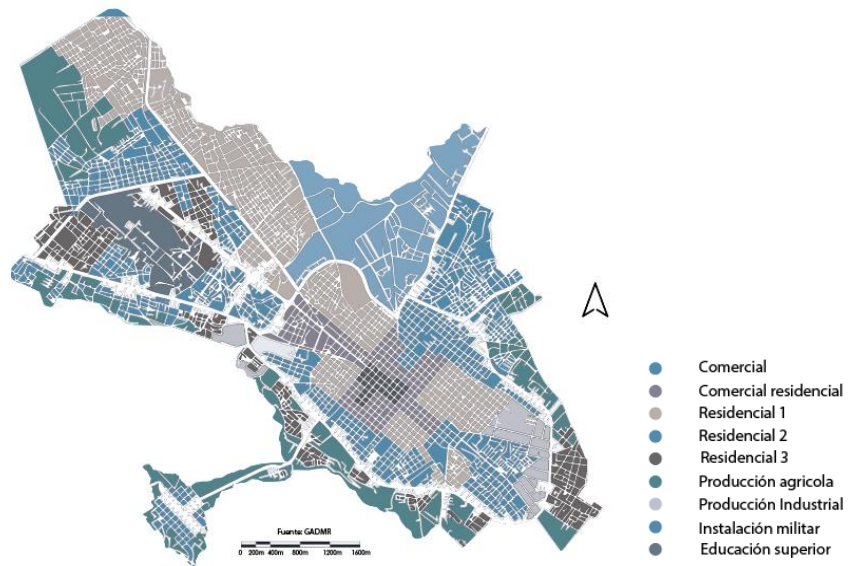 Comercial
Comercial residencial
Residencial 1
Residencial 2
Residencial 3
Producción agricola
Producción Industrial
Instalación militar
Educación superior
Fuente: GADMR
0 200m 400m 800m 1600m